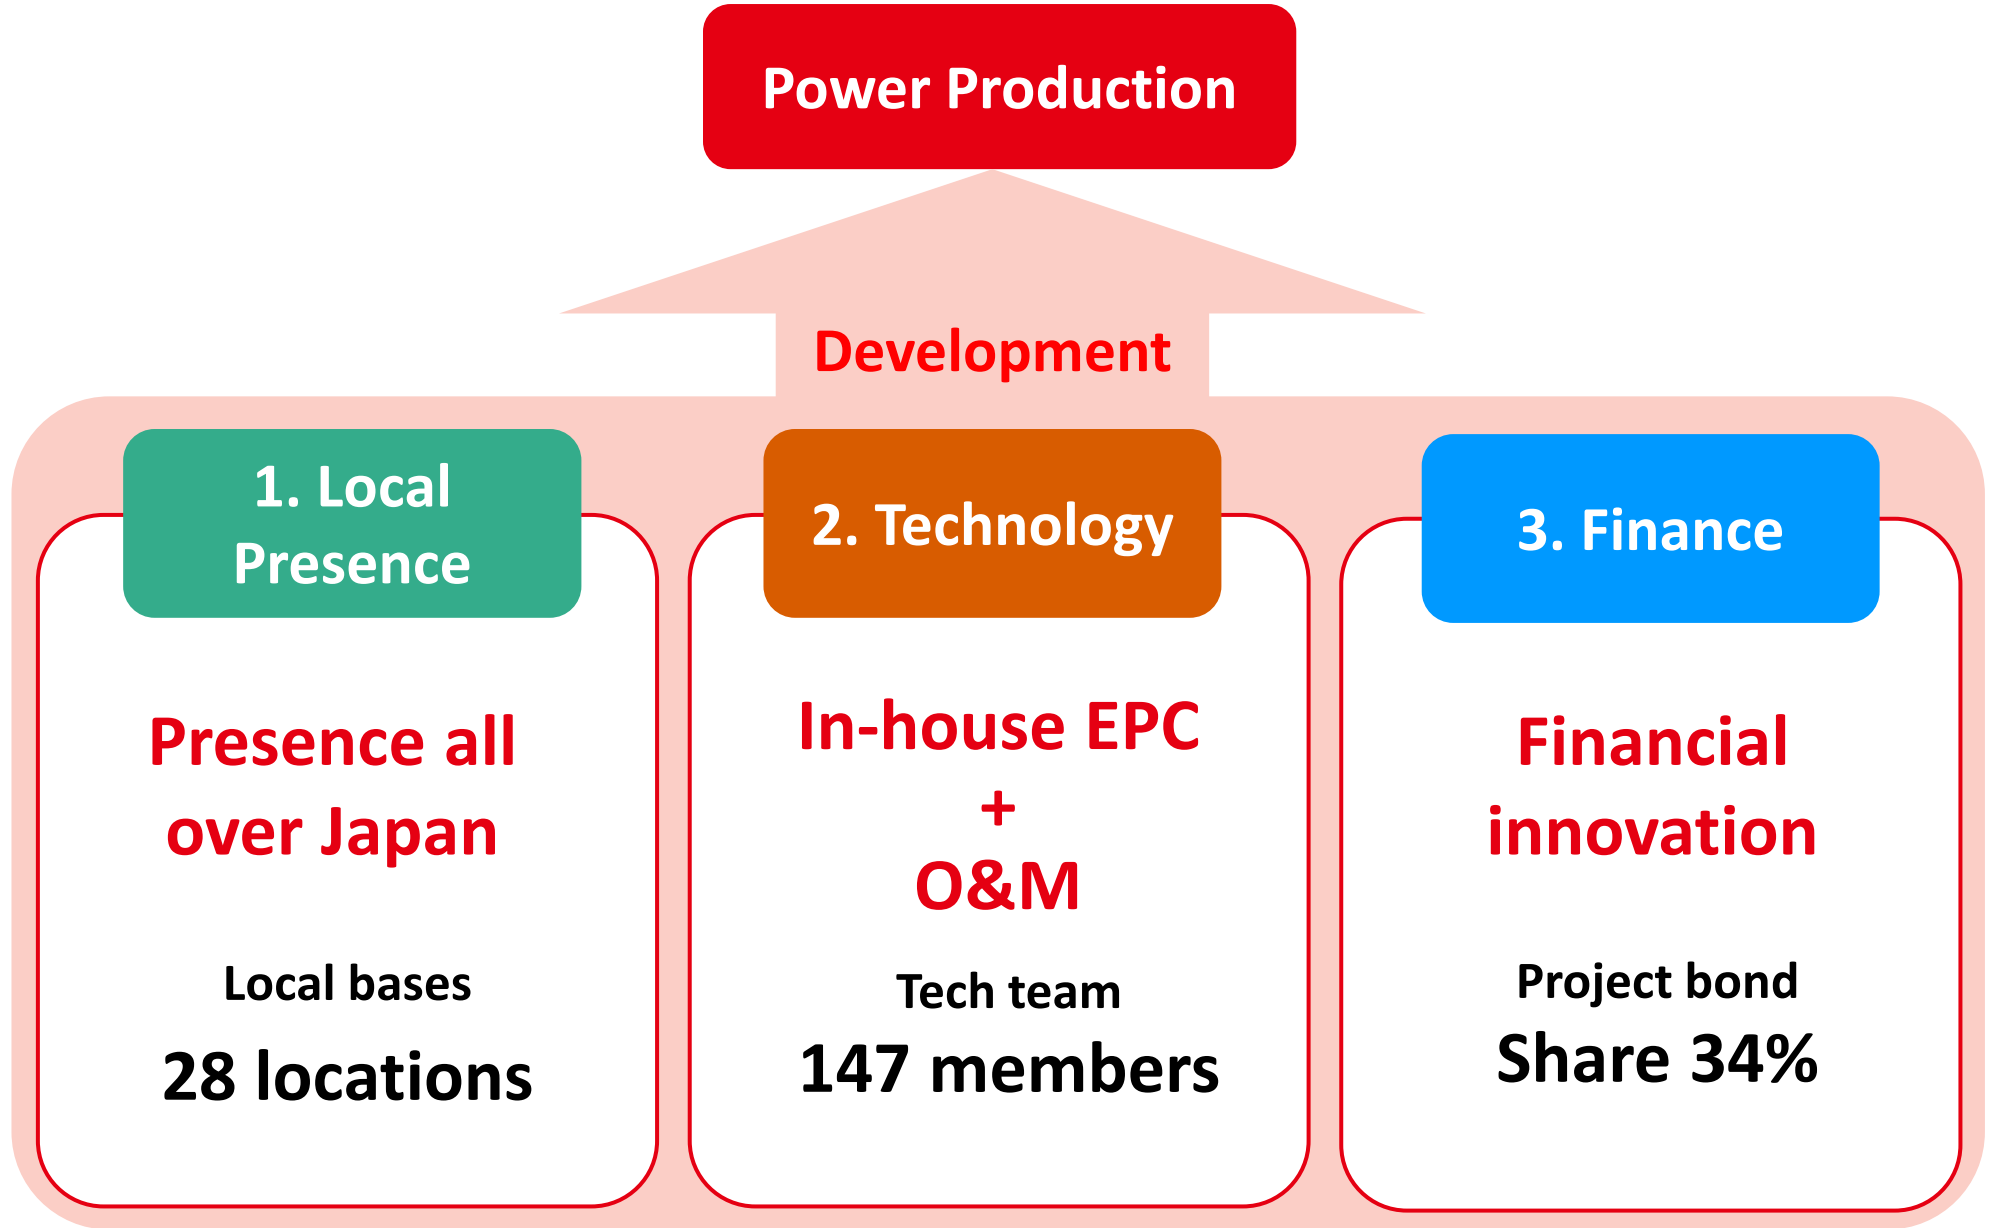 Power Production
Development
1. Local
Presence
Presence all
over Japan
Local bases
28 locations
2. Technology
In-house EPC
+
O&M
Tech team
147 members
3. Finance
Financial
innovation
Project bond
Share 34%